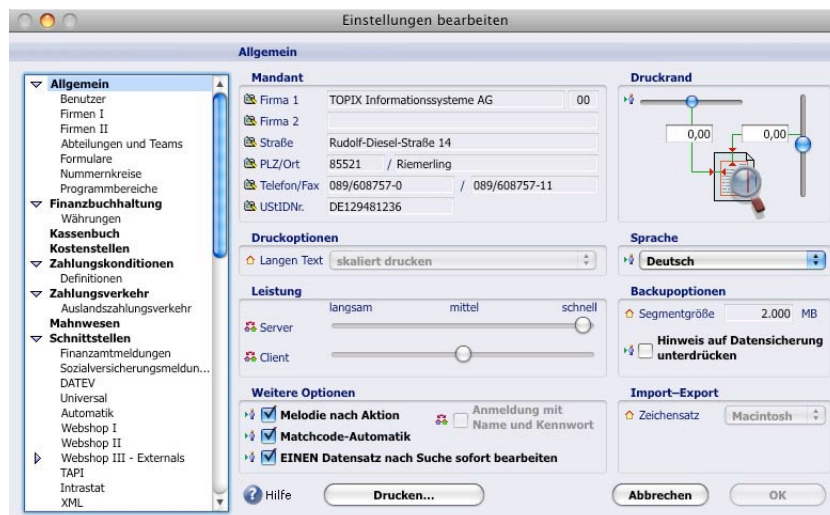 Einstellungen bearbeiten
Allgemein
Allgemein
Benutzer
Firmen I
Firmen II
Abteilungen und Teams
Formulare
Nummernkreise
Programmbereiche
Finanzbuchhaltung
Währungen
Kassenbuch
Kostenstellen
Zahlungskonditionen
Definitionen
Zahlungsverkehr
Auslandszahlungsverkehr
Mahnwesen
Schnittstellen
Finanzamtmeldungen
Sozialversicherungsmeldun...
DATEV
Universal
Automatik
Webshop I
Webshop II
Webshop III - Externals
TAPI
Intrastat
XML
Mandant
Firma 1 TOPIX Informationssysteme AG 00
Firma 2
Straße Rudolf-Diesel-Straße 14
PLZ/Ort 85521 / Riemerling
Telefon/Fax 089/608757-0 / 089/608757-11
UStIDNr. DE129481236
Druckoptionen
Langen Text skaliert drucken
Leistung
langsam mittel schnell
Server
Client
Weitere Optionen
Melodie nach Aktion
Anmeldung mit
Name und Kennwort
Matchcode-Automatik
EINEN Datensatz nach Suche sofort bearbeiten
Druckrand
0,00 0,00
Sprache
Deutsch
Backupoptionen
Segmentgröße 2.000 MB
Hinweis auf Datensicherung
unterdrücken
Import–Export
Zeichensatz Macintosh
Hilfe Drucken... Abbrechen OK